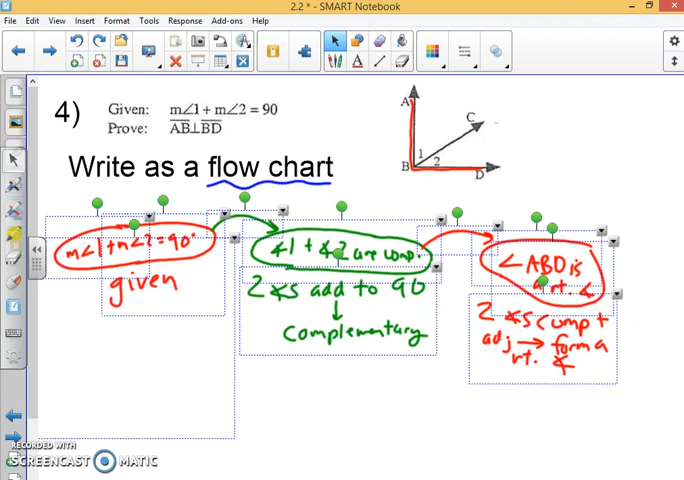 2.2 * - SMART Notebook
File Edit View Insert Format Tools Response Add-ons Help
4)
Given: m∠1 + m∠2 = 90
Prove: AB⊥BD
A
C
1
B
2
D
Write as a flow chart
m∠1+m∠2=90°
given
∡1 + ∡2 are comp.
2 ∡s add to 90
↓
complementary
∠ABD is
a rt. ∡
2 ∡s comp +
adj → form a
rt. ∡
RECORDED WITH
SCREENCAST MATIC